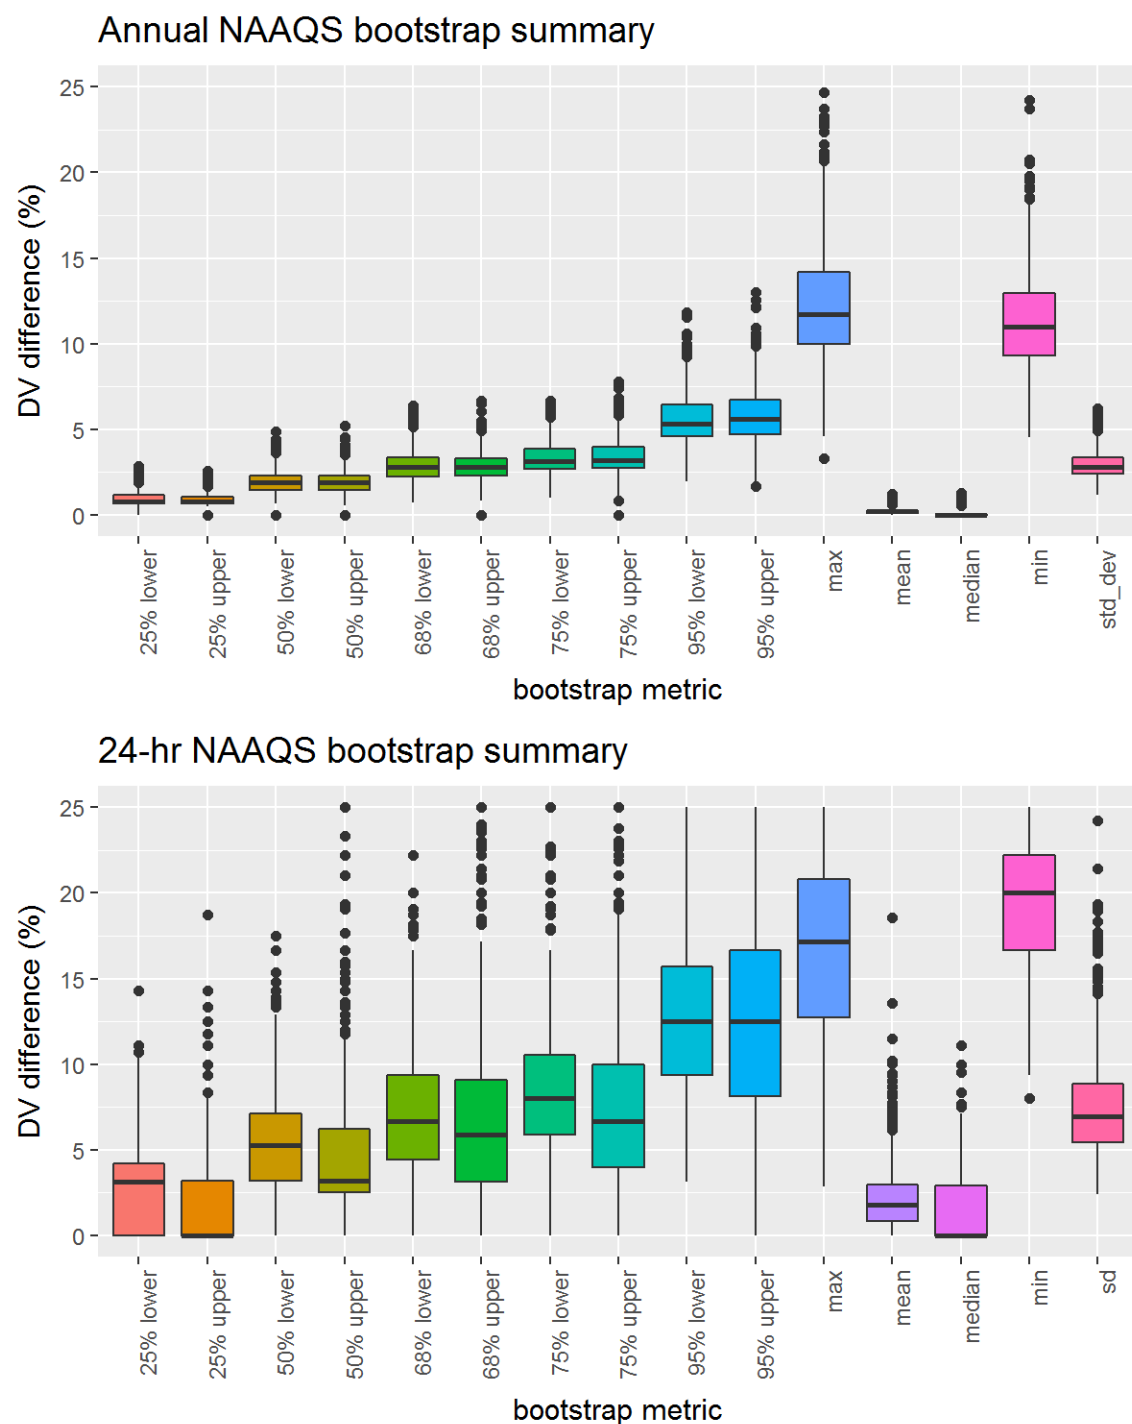 Annual NAAQS bootstrap summary
DV difference (%)
25
20
15
10
5
0
25% lower
25% upper
50% lower
50% upper
68% lower
68% upper
75% lower
75% upper
95% lower
95% upper
max
mean
median
min
std_dev
bootstrap metric
24-hr NAAQS bootstrap summary
DV difference (%)
25
20
15
10
5
0
25% lower
25% upper
50% lower
50% upper
68% lower
68% upper
75% lower
75% upper
95% lower
95% upper
max
mean
median
min
sd
bootstrap metric